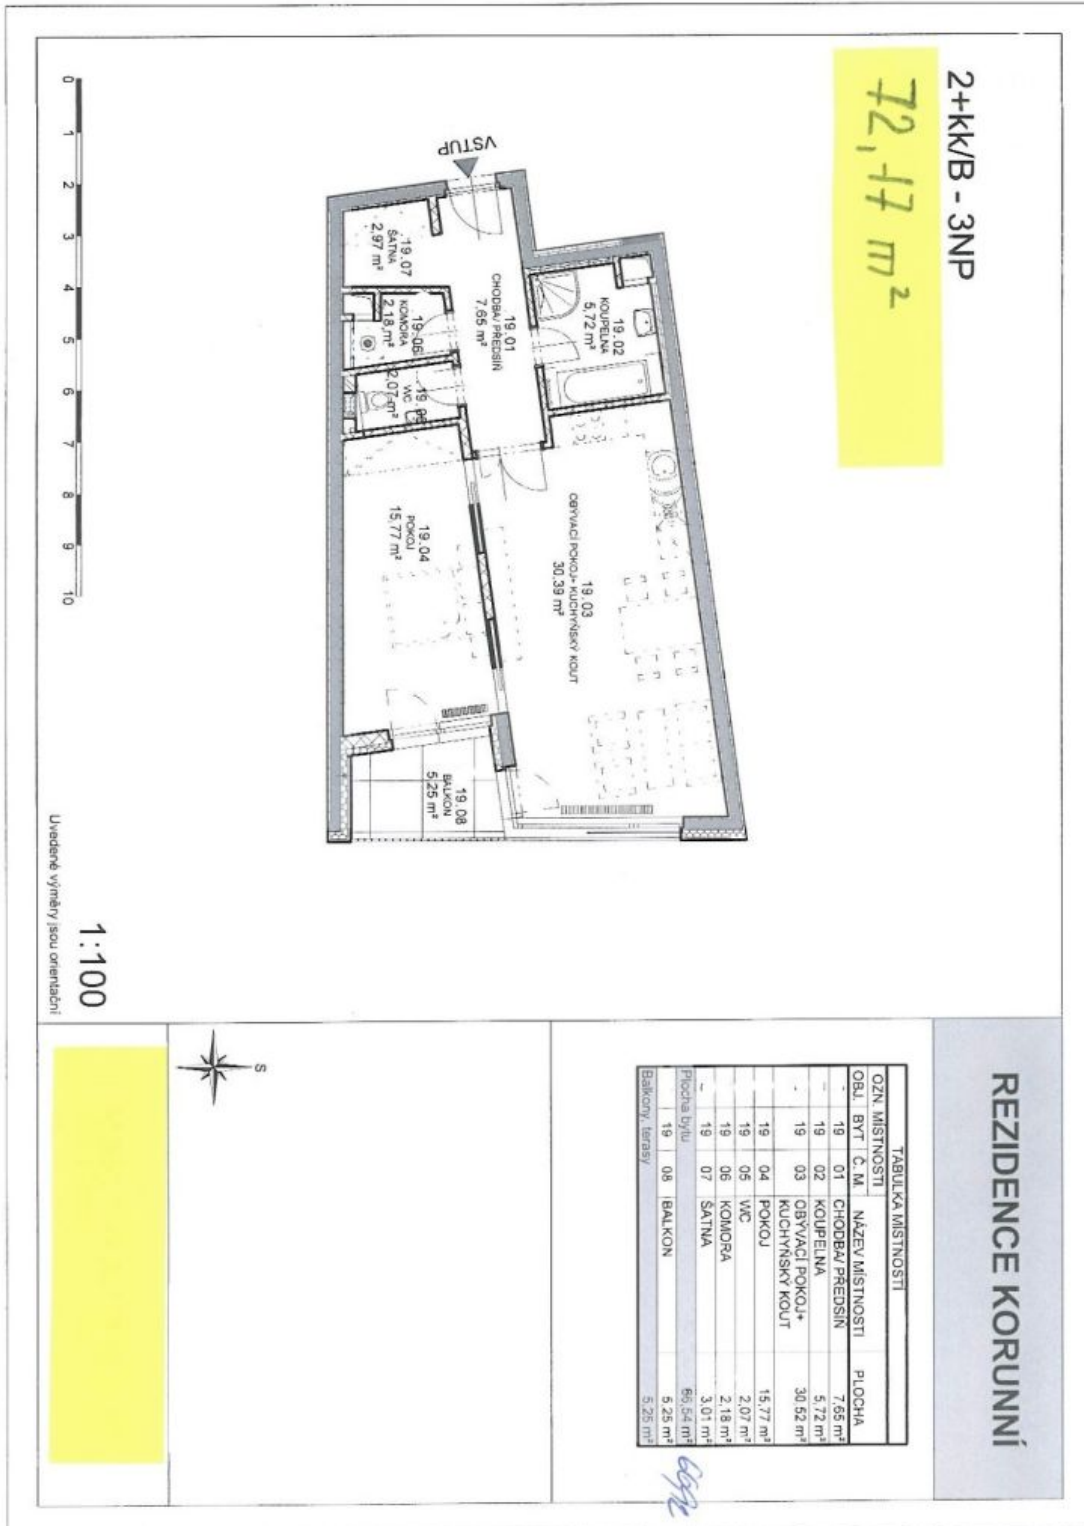 2+kk/B - 3NP
72,17 m²
VSTUP
19.01
CHODBA/ PŘEDSÍŇ
7,65 m²
19.02
KOUPELNA
5,72 m²
19.03
OBÝVACÍ POKOJ+ KUCHYŇSKÝ KOUT
30,39 m²
19.04
POKOJ
15,77 m²
19.05
WC
2,07 m²
19.06
KOMORA
2,18 m²
19.07
ŠATNA
2,97 m²
19.08
BALKON
5,25 m²
0 1 2 3 4 5 6 7 8 9 10
1:100
Uvedené výměry jsou orientační
REZIDENCE KORUNNÍ
TABULKA MÍSTNOSTÍ
OZN. MÍSTNOSTI
OBJ. BYT Č. M. NÁZEV MÍSTNOSTI PLOCHA
- 19 01 CHODBA/ PŘEDSÍŇ 7,65 m²
- 19 02 KOUPELNA 5,72 m²
- 19 03 OBÝVACÍ POKOJ+ 30,52 m²
KUCHYŇSKÝ KOUT
19 04 POKOJ 15,77 m²
19 05 WC 2,07 m²
19 06 KOMORA 2,18 m²
- 19 07 ŠATNA 3,01 m²
Plocha bytu 66,54 m²
19 08 BALKON 5,25 m²
Balkony, terasy 5,25 m²
S